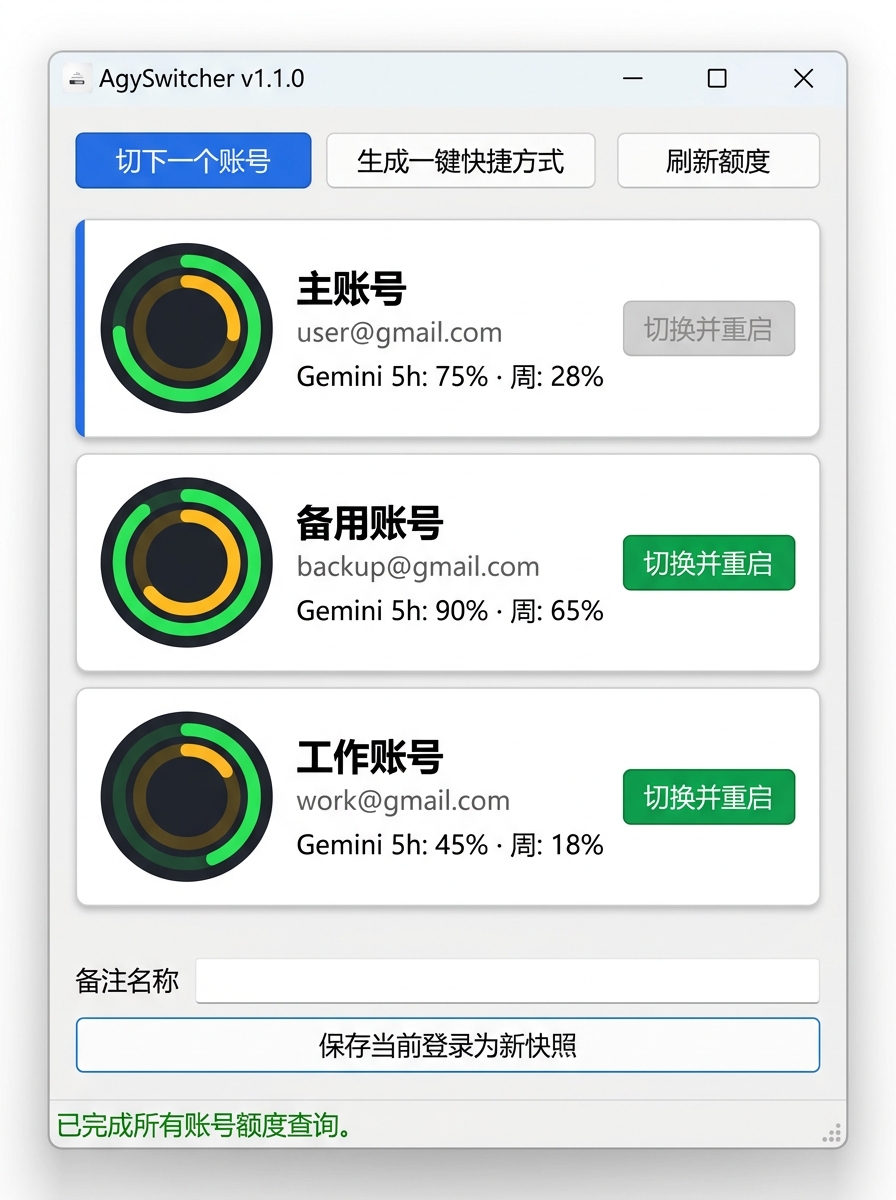 AgySwitcher v1.1.0
切下一个账号
生成一键快捷方式
刷新额度
主账号
user@gmail.com
Gemini 5h: 75% · 周: 28%
切换并重启
备用账号
backup@gmail.com
Gemini 5h: 90% · 周: 65%
切换并重启
工作账号
work@gmail.com
Gemini 5h: 45% · 周: 18%
切换并重启
备注名称
保存当前登录为新快照
已完成所有账号额度查询。